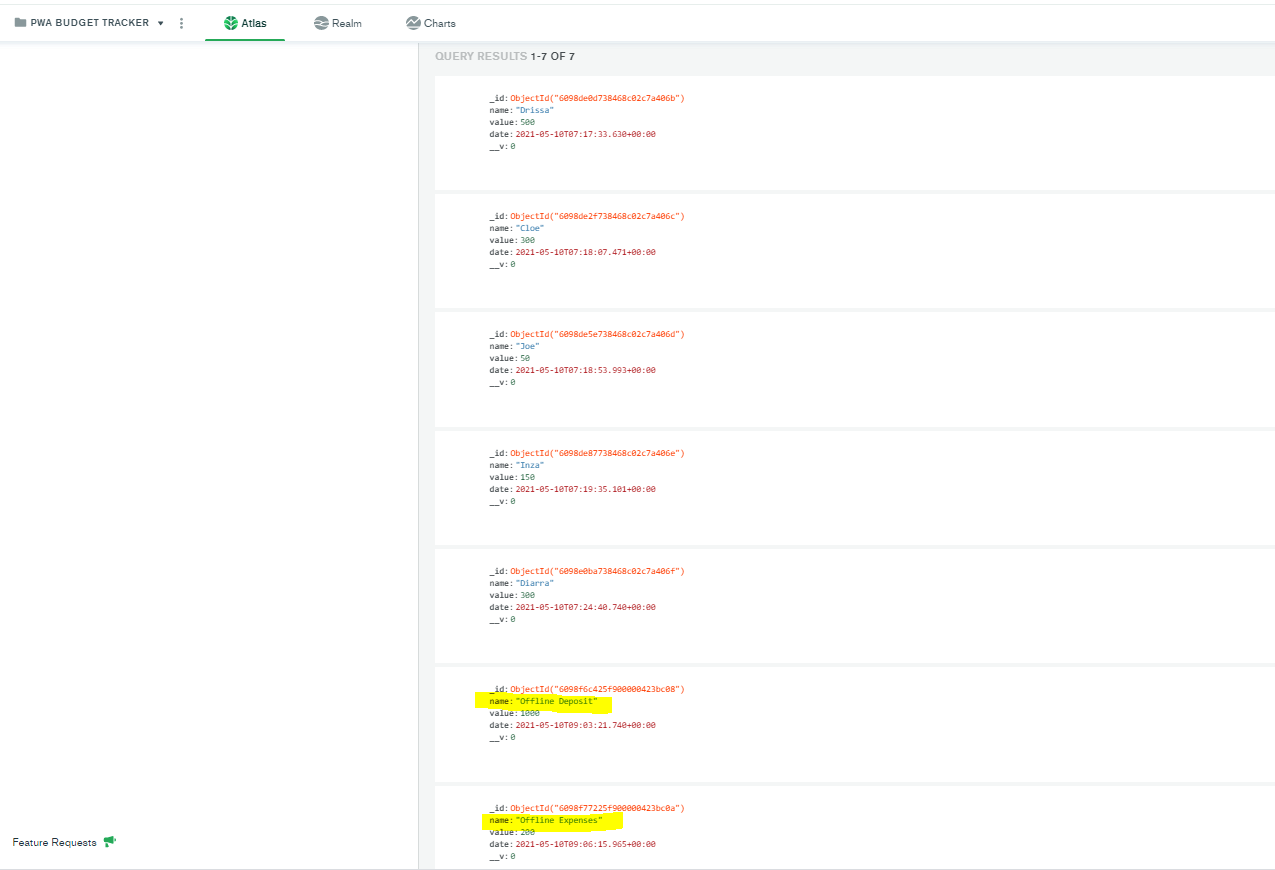 PWA BUDGET TRACKER Atlas Realm Charts
QUERY RESULTS 1-7 OF 7
_id: ObjectId("6098de0d738468c02c7a406b")
name: "Drissa"
value: 500
date: 2021-05-10T07:17:33.630+00:00
__v: 0
_id: ObjectId("6098de2f738468c02c7a406c")
name: "Cloe"
value: 300
date: 2021-05-10T07:18:07.471+00:00
__v: 0
_id: ObjectId("6098de5e738468c02c7a406d")
name: "Joe"
value: 50
date: 2021-05-10T07:18:53.993+00:00
__v: 0
_id: ObjectId("6098de87738468c02c7a406e")
name: "Inza"
value: 150
date: 2021-05-10T07:19:35.101+00:00
__v: 0
_id: ObjectId("6098e0ba738468c02c7a406f")
name: "Diarra"
value: 300
date: 2021-05-10T07:24:40.740+00:00
__v: 0
_id: ObjectId("6098f6c425f900000423bc08")
name: "Offline Deposit"
value: 1000
date: 2021-05-10T09:03:21.740+00:00
__v: 0
_id: ObjectId("6098f77225f900000423bc0a")
name: "Offline Expenses"
value: 200
date: 2021-05-10T09:06:15.965+00:00
__v: 0
Feature Requests